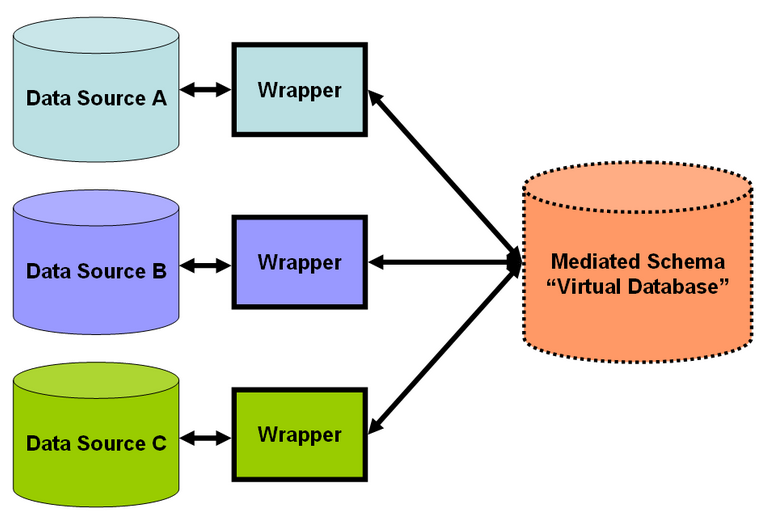 Data Source A
Wrapper
Data Source B
Wrapper
Mediated Schema
“Virtual Database”
Data Source C
Wrapper